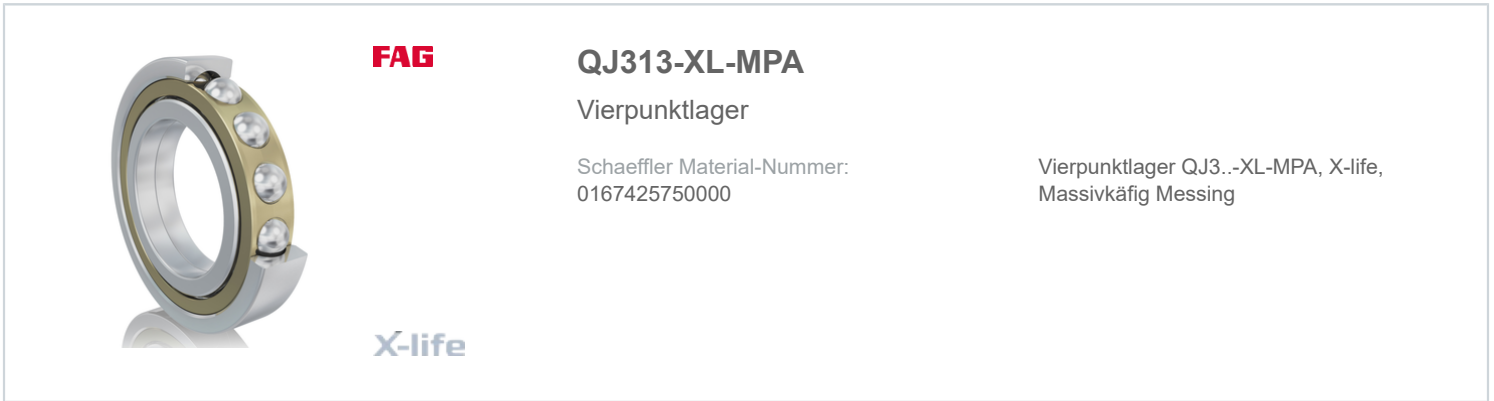 FAG
QJ313-XL-MPA
Vierpunktlager
Schaeffler Material-Nummer:
0167425750000
Vierpunktlager QJ3..-XL-MPA, X-life,
Massivkäfig Messing
X-life